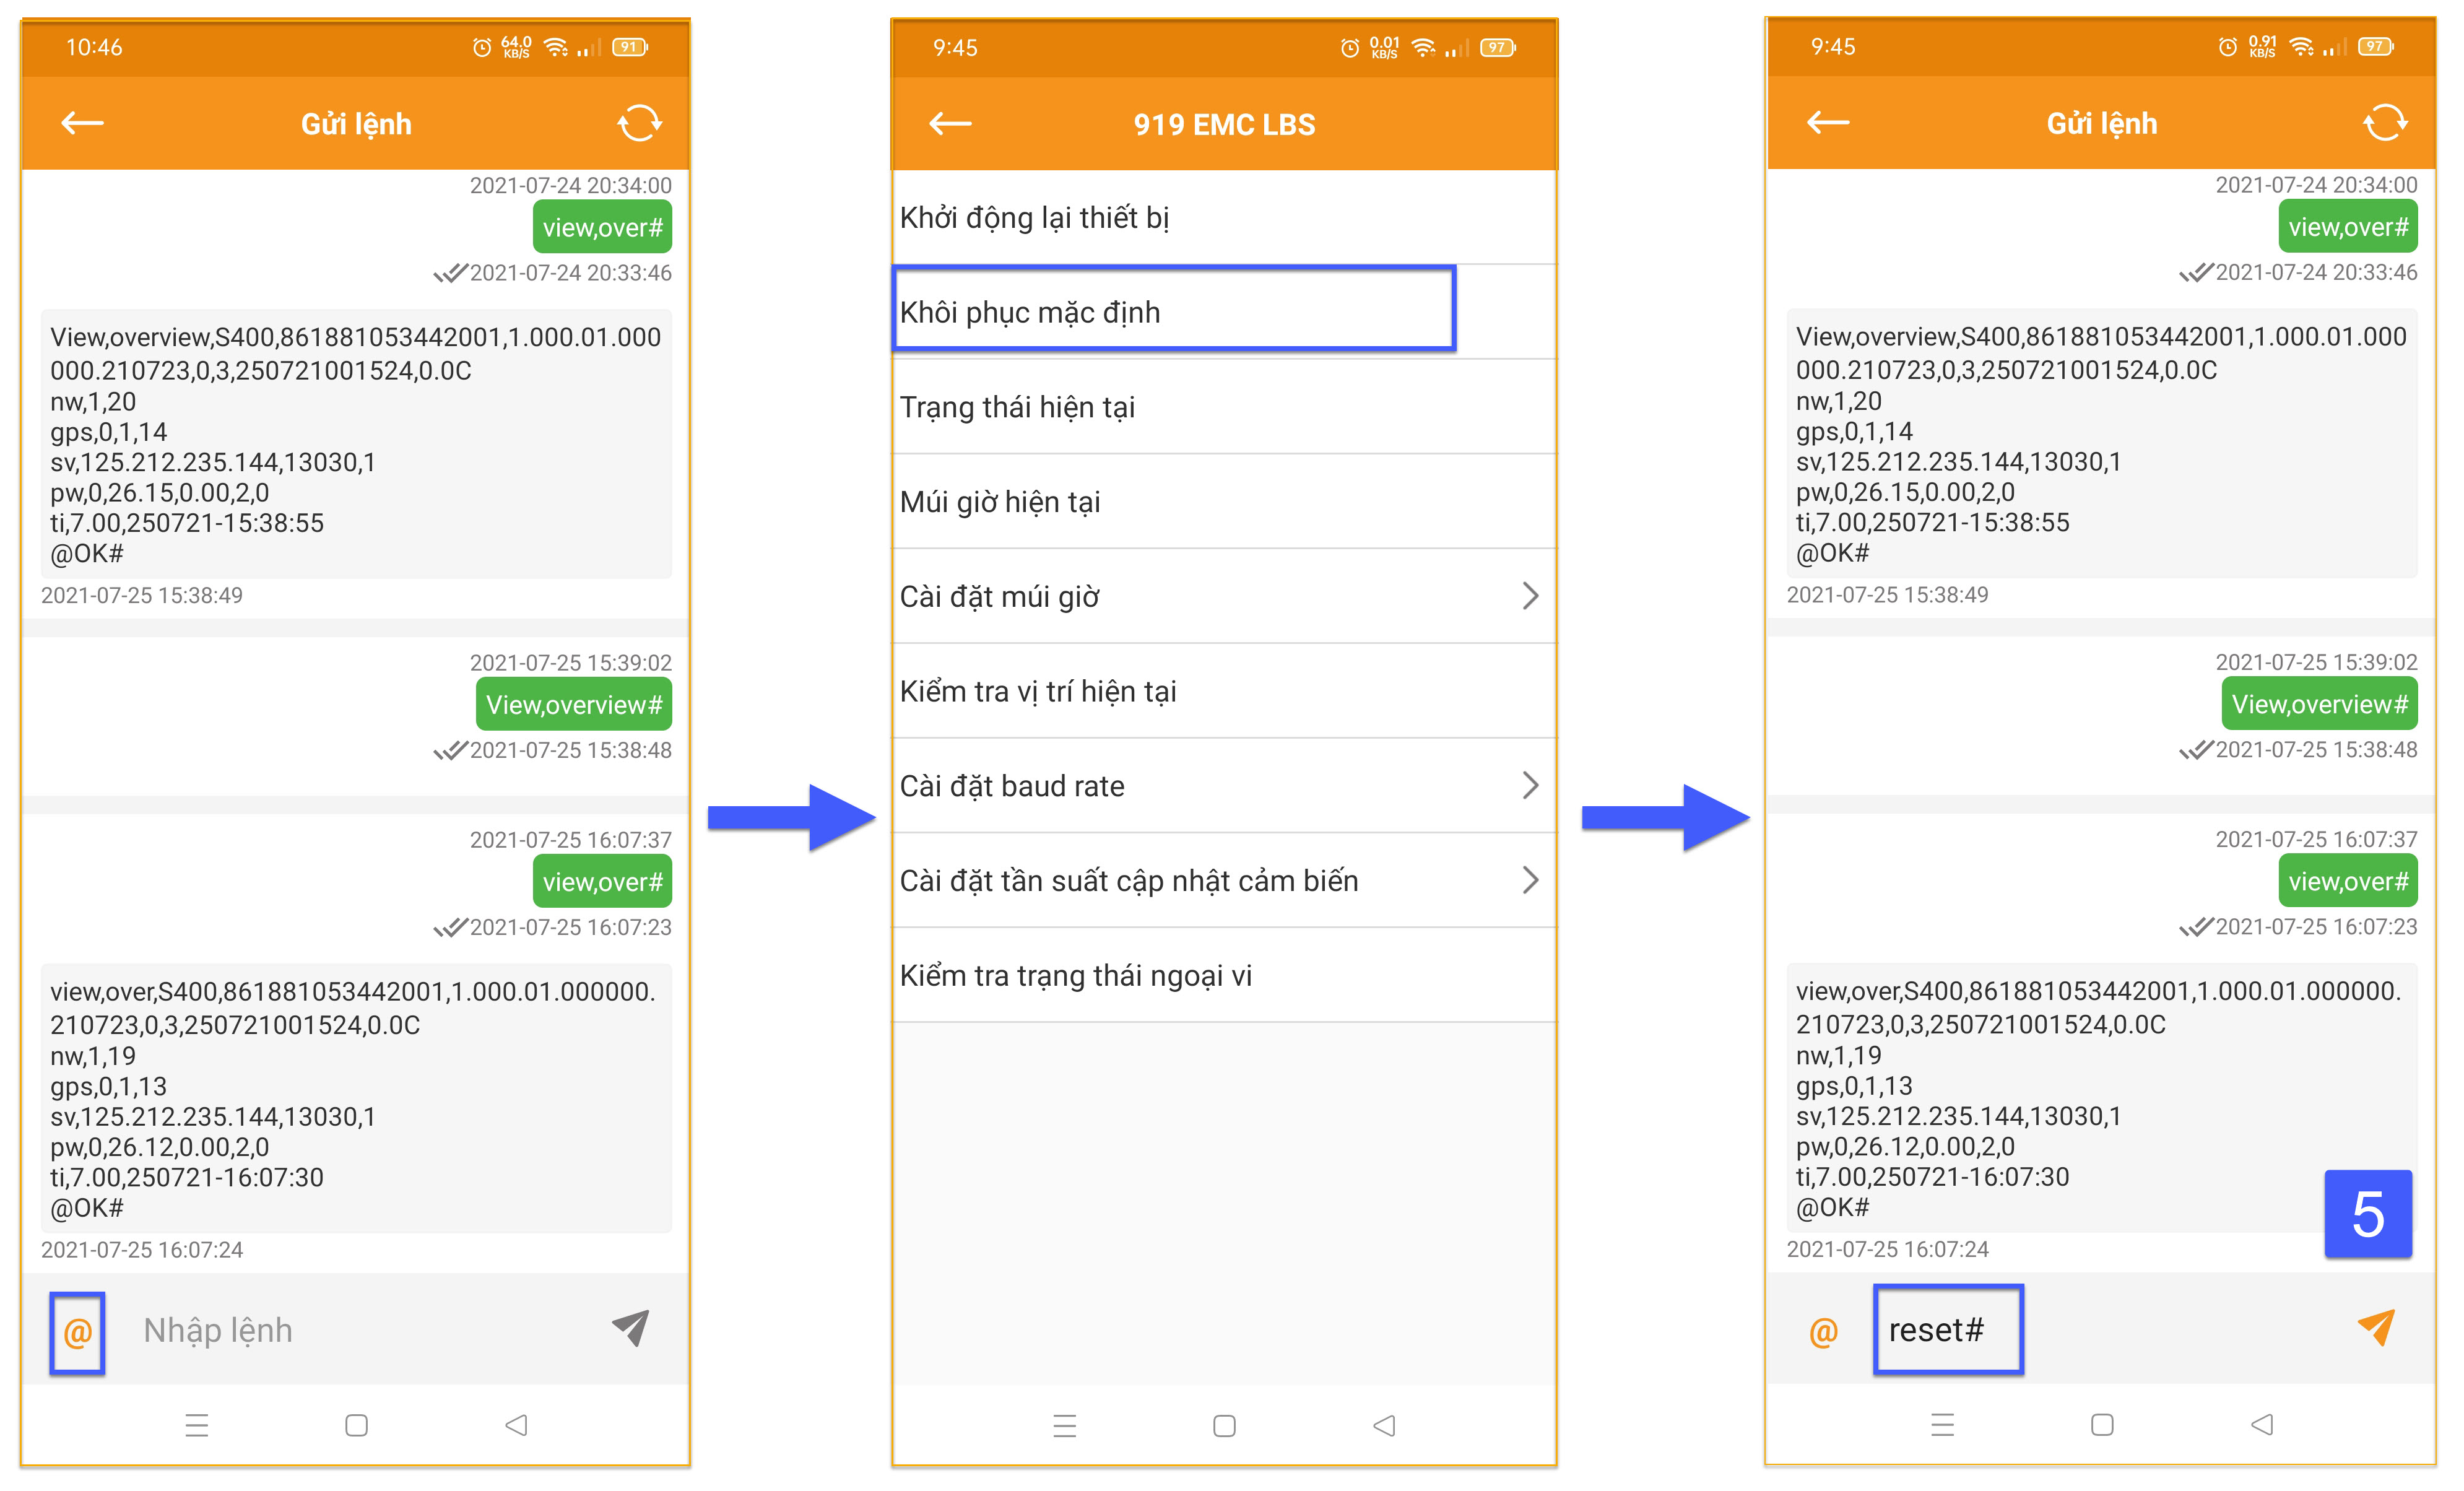 10:46
64.0
KB/S
91
Gửi lệnh
2021-07-24 20:34:00
view,over#
2021-07-24 20:33:46
View,overview,S400,861881053442001,1.000.01.000
000.210723,0,3,250721001524,0.0C
nw,1,20
gps,0,1,14
sv,125.212.235.144,13030,1
pw,0,26.15,0.00,2,0
ti,7.00,250721-15:38:55
@OK#
2021-07-25 15:38:49
2021-07-25 15:39:02
View,overview#
2021-07-25 15:38:48
2021-07-25 16:07:37
view,over#
2021-07-25 16:07:23
view,over,S400,861881053442001,1.000.01.000000.
210723,0,3,250721001524,0.0C
nw,1,19
gps,0,1,13
sv,125.212.235.144,13030,1
pw,0,26.12,0.00,2,0
ti,7.00,250721-16:07:30
@OK#
2021-07-25 16:07:24
@ Nhập lệnh
9:45
0.01
KB/S
97
919 EMC LBS
Khởi động lại thiết bị
Khôi phục mặc định
Trạng thái hiện tại
Múi giờ hiện tại
Cài đặt múi giờ
Kiểm tra vị trí hiện tại
Cài đặt baud rate
Cài đặt tần suất cập nhật cảm biến
Kiểm tra trạng thái ngoại vi
9:45
0.91
KB/S
97
Gửi lệnh
2021-07-24 20:34:00
view,over#
2021-07-24 20:33:46
View,overview,S400,861881053442001,1.000.01.000
000.210723,0,3,250721001524,0.0C
nw,1,20
gps,0,1,14
sv,125.212.235.144,13030,1
pw,0,26.15,0.00,2,0
ti,7.00,250721-15:38:55
@OK#
2021-07-25 15:38:49
2021-07-25 15:39:02
View,overview#
2021-07-25 15:38:48
2021-07-25 16:07:37
view,over#
2021-07-25 16:07:23
view,over,S400,861881053442001,1.000.01.000000.
210723,0,3,250721001524,0.0C
nw,1,19
gps,0,1,13
sv,125.212.235.144,13030,1
pw,0,26.12,0.00,2,0
ti,7.00,250721-16:07:30
@OK#
5
2021-07-25 16:07:24
@ reset#